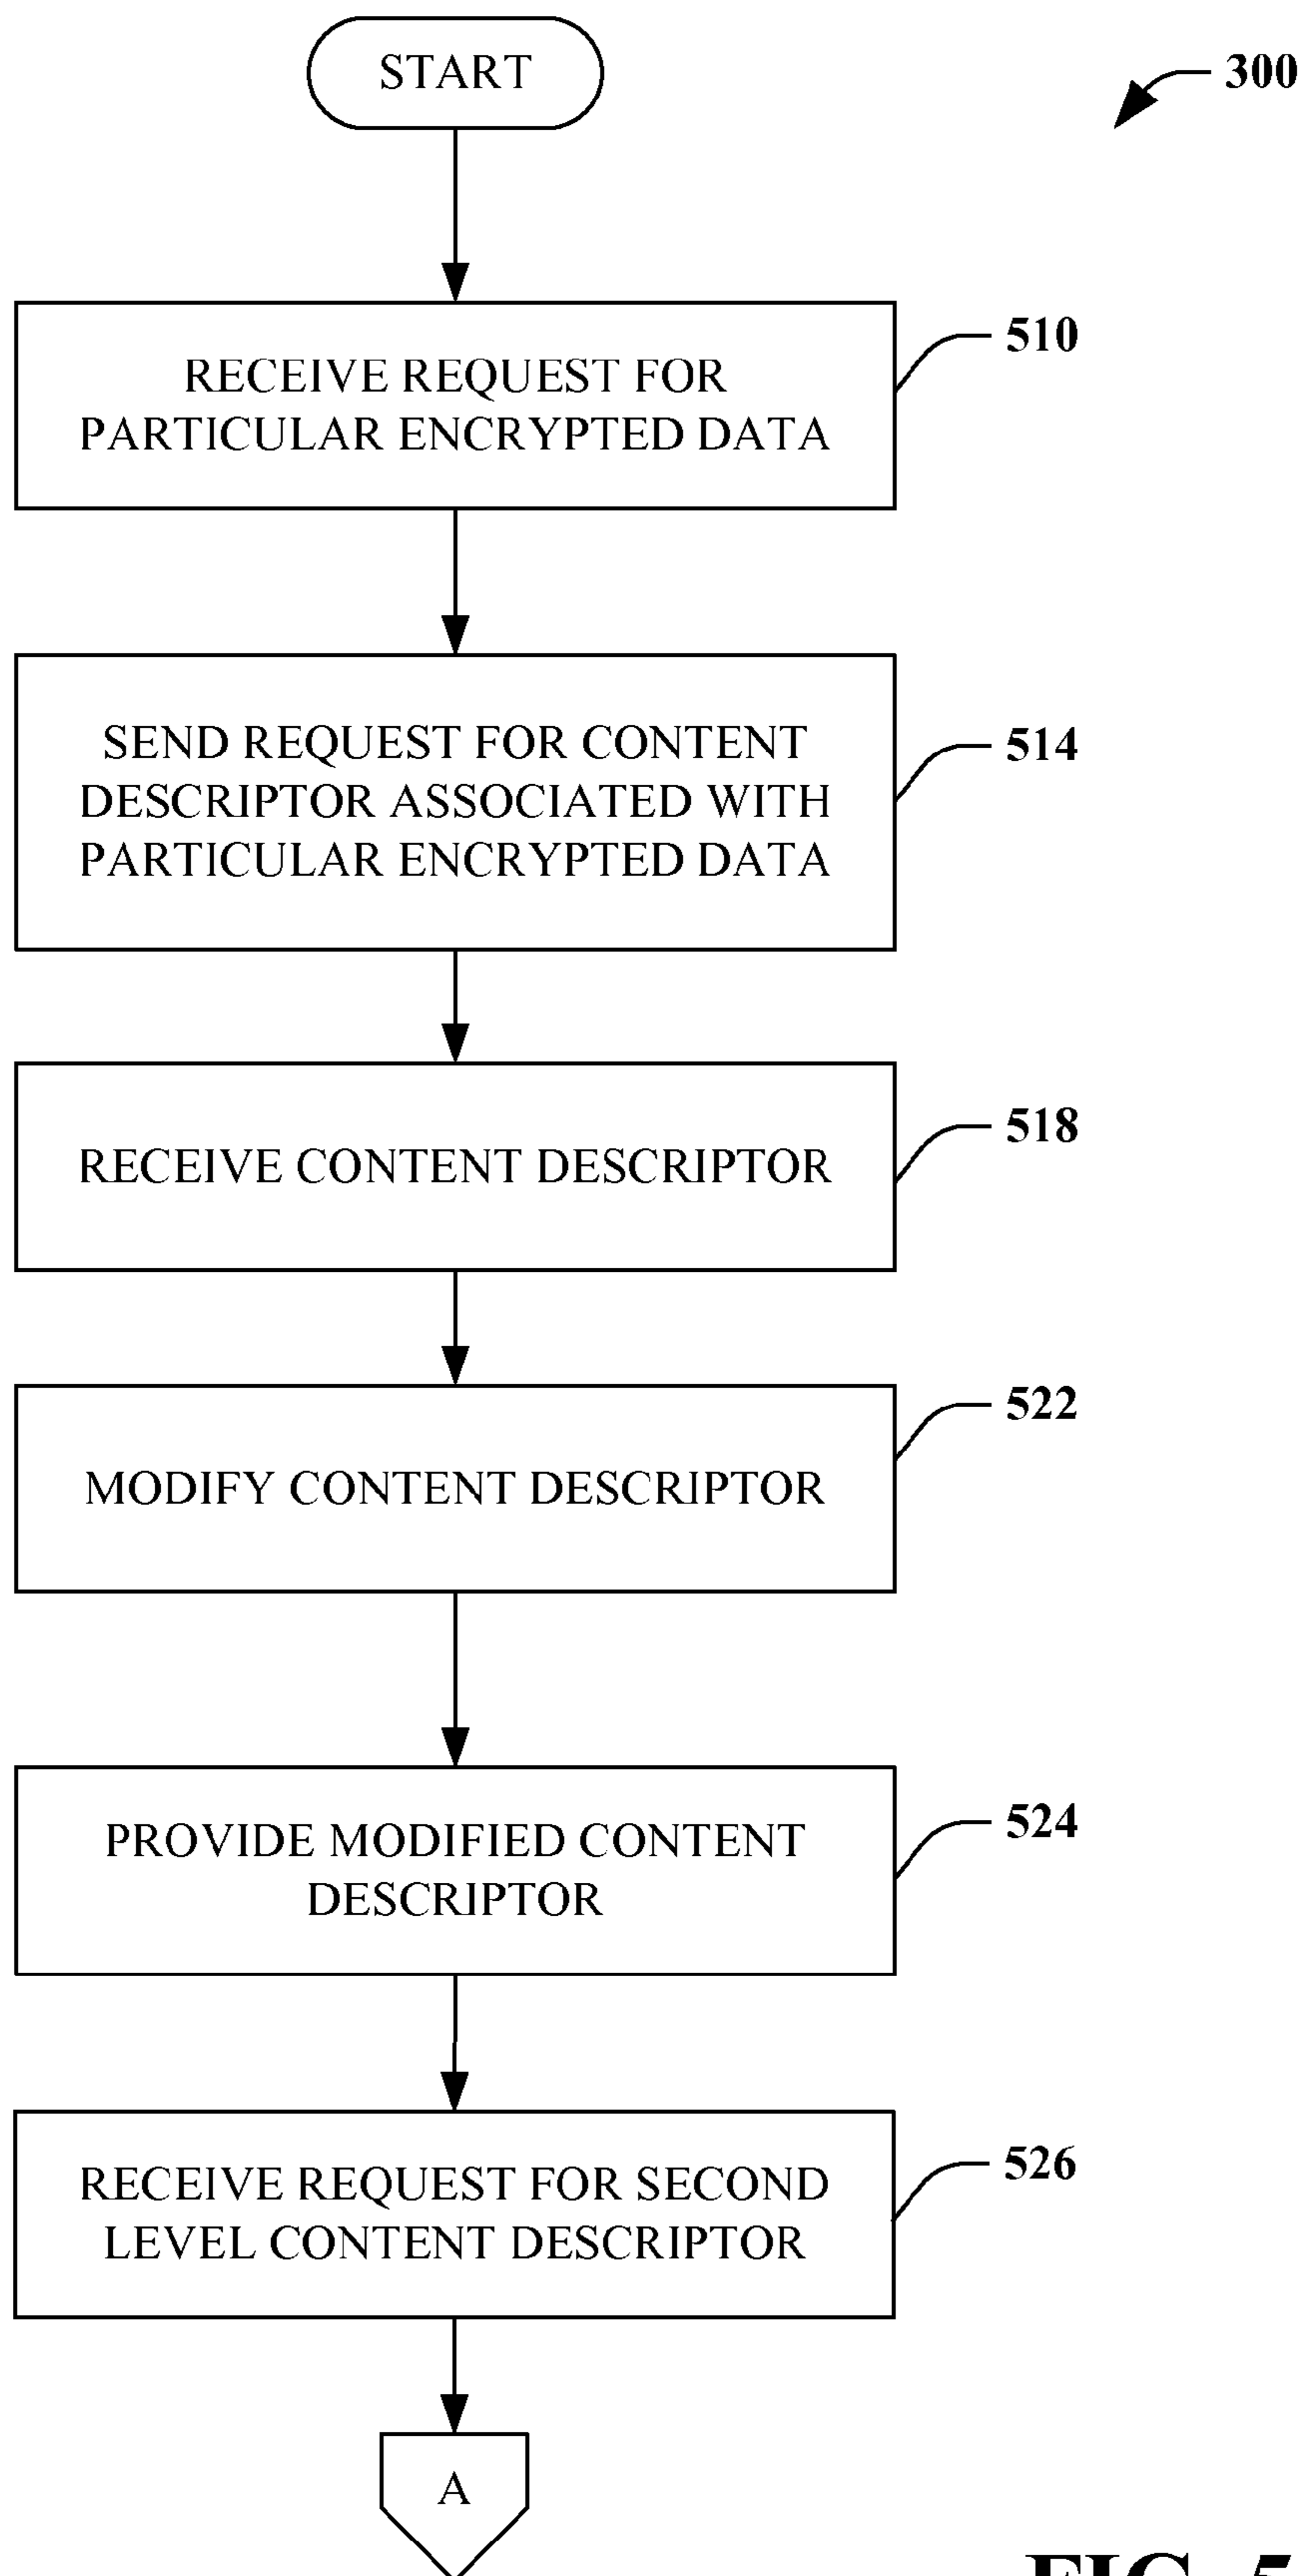 START
300
RECEIVE REQUEST FOR
PARTICULAR ENCRYPTED DATA
510
SEND REQUEST FOR CONTENT
DESCRIPTOR ASSOCIATED WITH
PARTICULAR ENCRYPTED DATA
514
RECEIVE CONTENT DESCRIPTOR
518
MODIFY CONTENT DESCRIPTOR
522
PROVIDE MODIFIED CONTENT
DESCRIPTOR
524
RECEIVE REQUEST FOR SECOND
LEVEL CONTENT DESCRIPTOR
526
A
FIG. 5